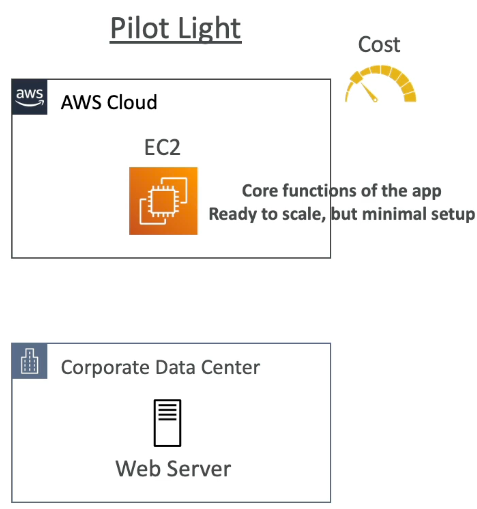 Pilot Light
Cost
aws
AWS Cloud
EC2
Core functions of the app
Ready to scale, but minimal setup
Corporate Data Center
Web Server